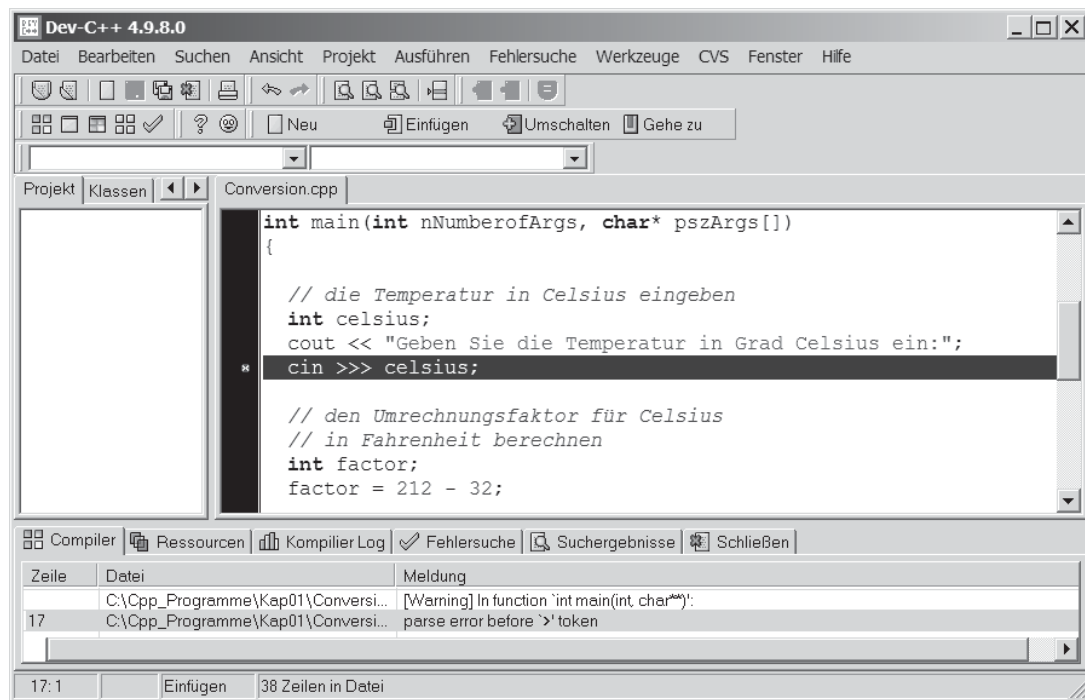 Dev-C++ 4.9.8.0
Datei Bearbeiten Suchen Ansicht Projekt Ausführen Fehlersuche Werkzeuge CVS Fenster Hilfe
Neu Einfügen Umschalten Gehe zu
Projekt Klassen Conversion.cpp
int main(int nNumberofArgs, char* pszArgs[])
{
// die Temperatur in Celsius eingeben
int celsius;
cout << "Geben Sie die Temperatur in Grad Celsius ein:";
cin >>> celsius;
// den Umrechnungsfaktor für Celsius
// in Fahrenheit berechnen
int factor;
factor = 212 - 32;
Compiler Ressourcen Kompilier Log Fehlersuche Suchergebnisse Schließen
Zeile Datei Meldung
C:\Cpp_Programme\Kap01\Conversi... [Warning] In function `int main(int, char**)':
17 C:\Cpp_Programme\Kap01\Conversi... parse error before `>' token
17: 1 Einfügen 38 Zeilen in Datei